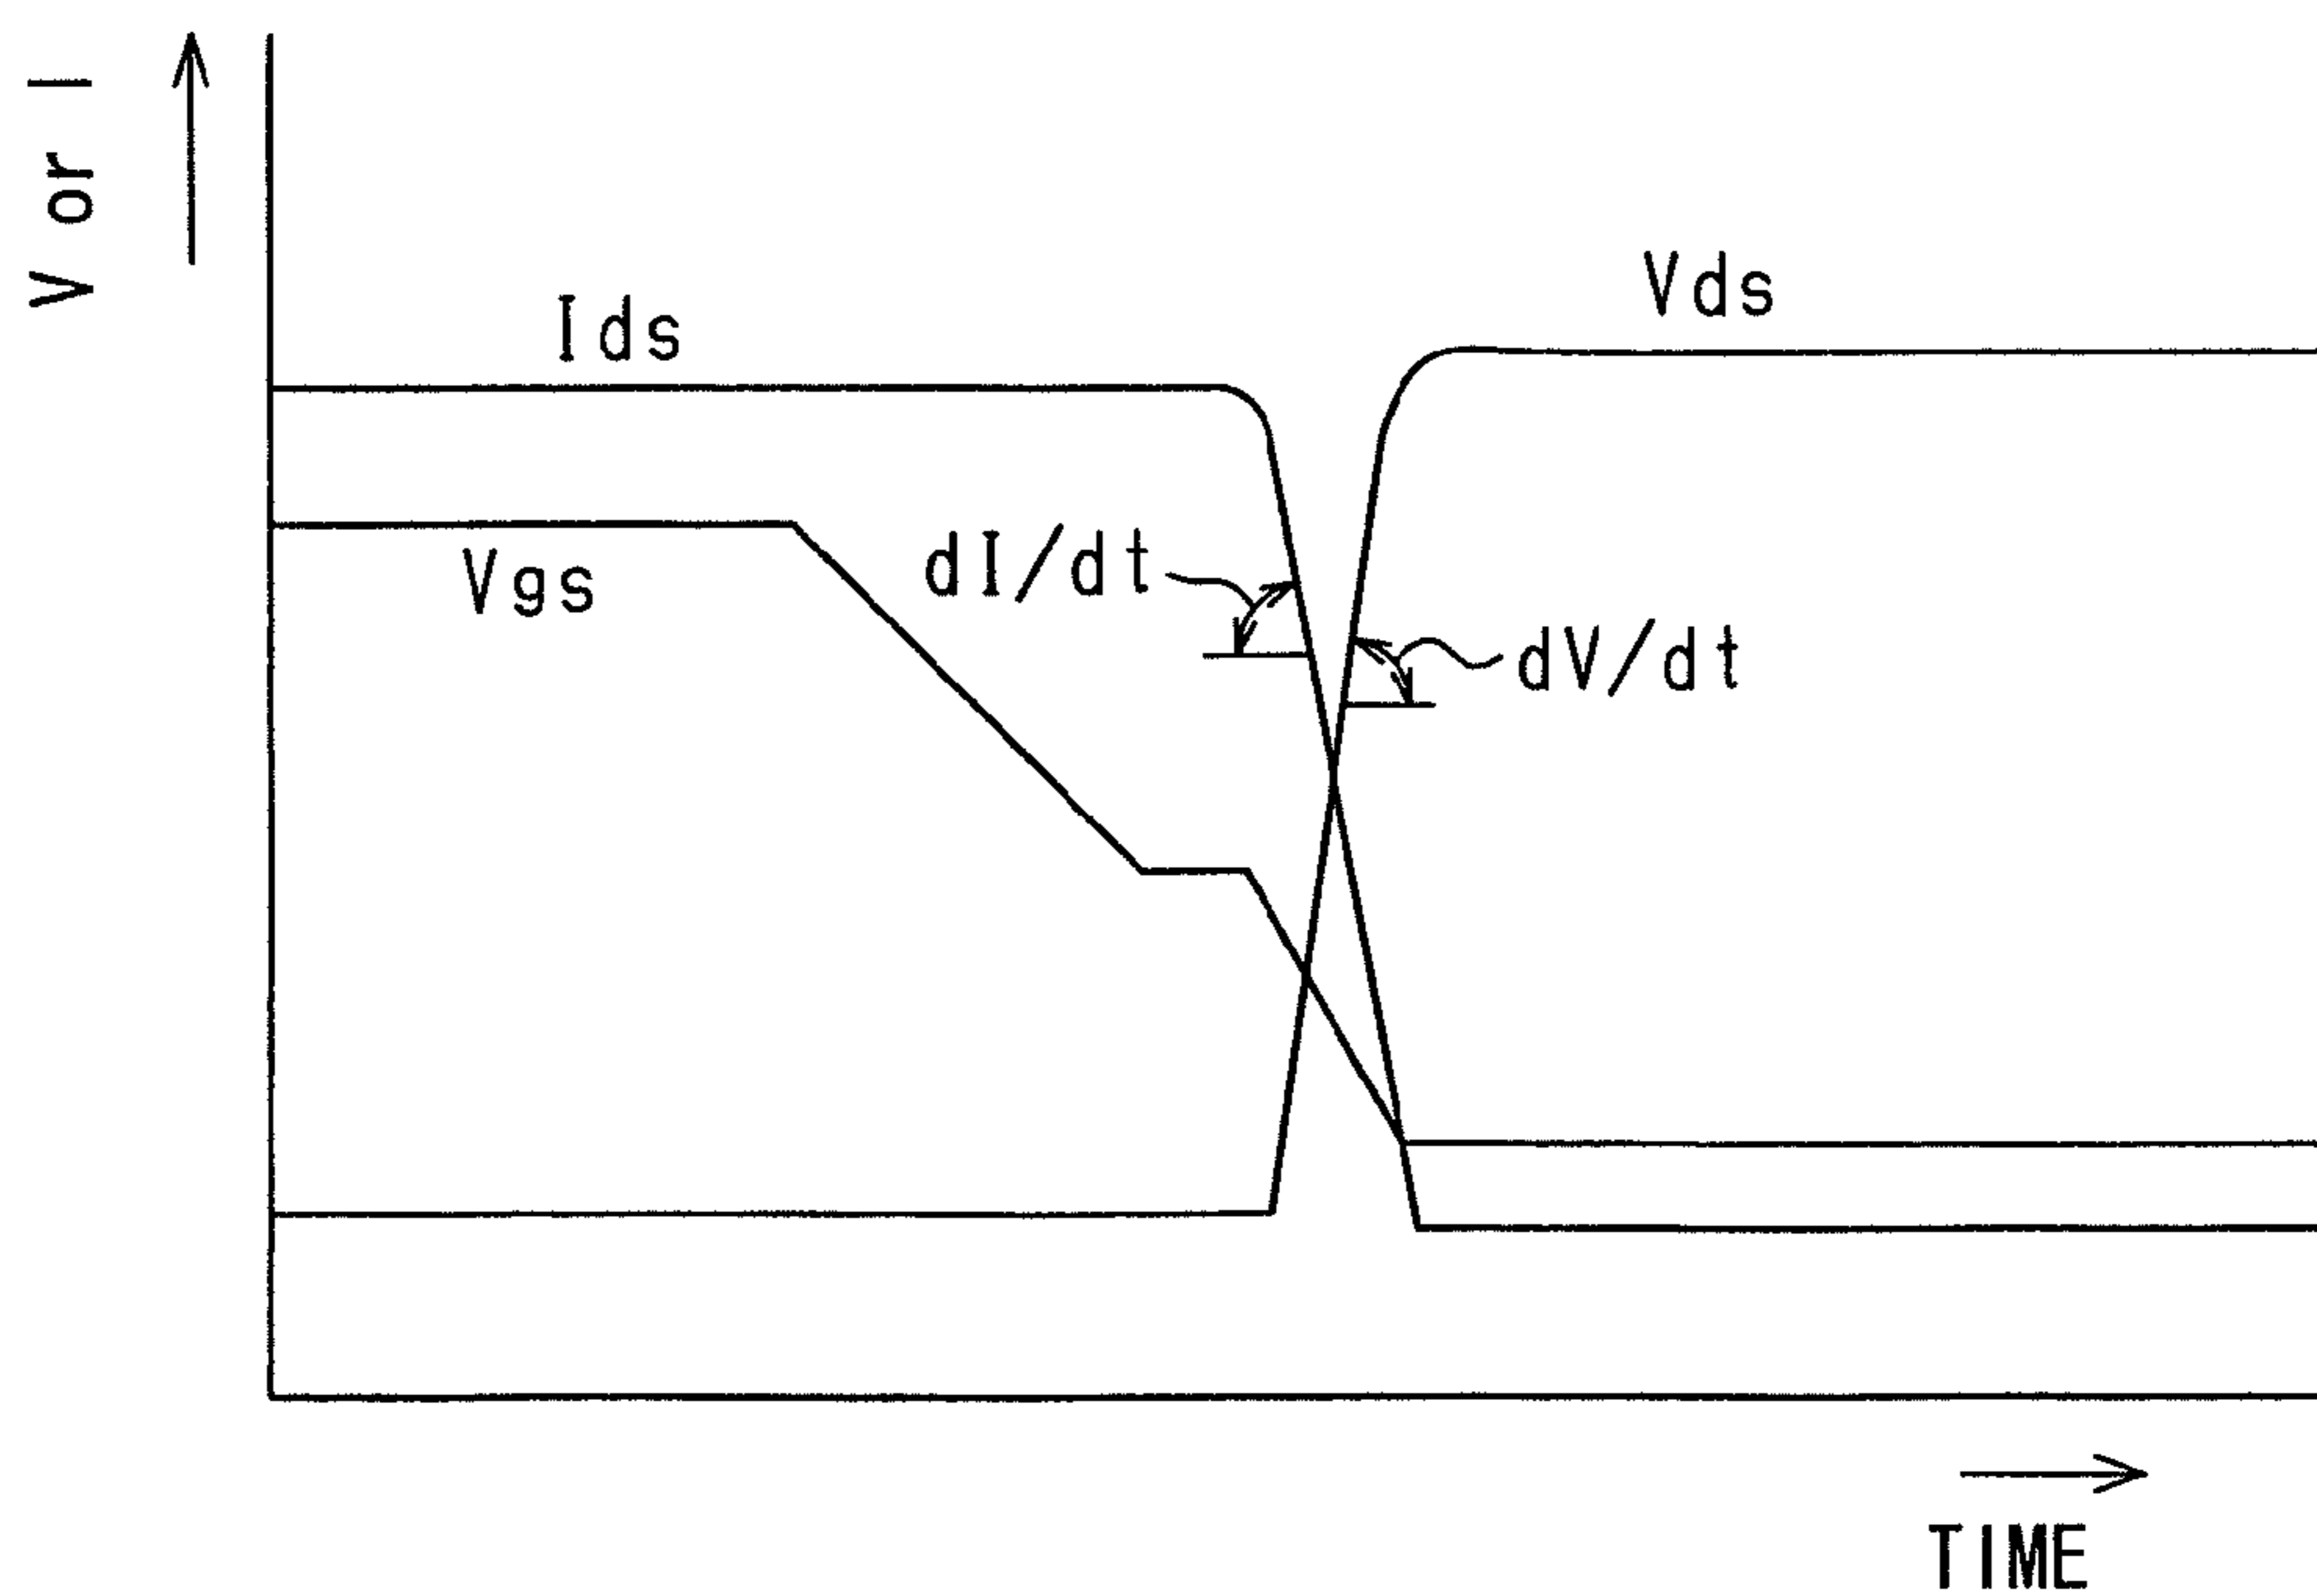 V or I
Vds
Ids
dI/dt
Vgs
dV/dt
TIME